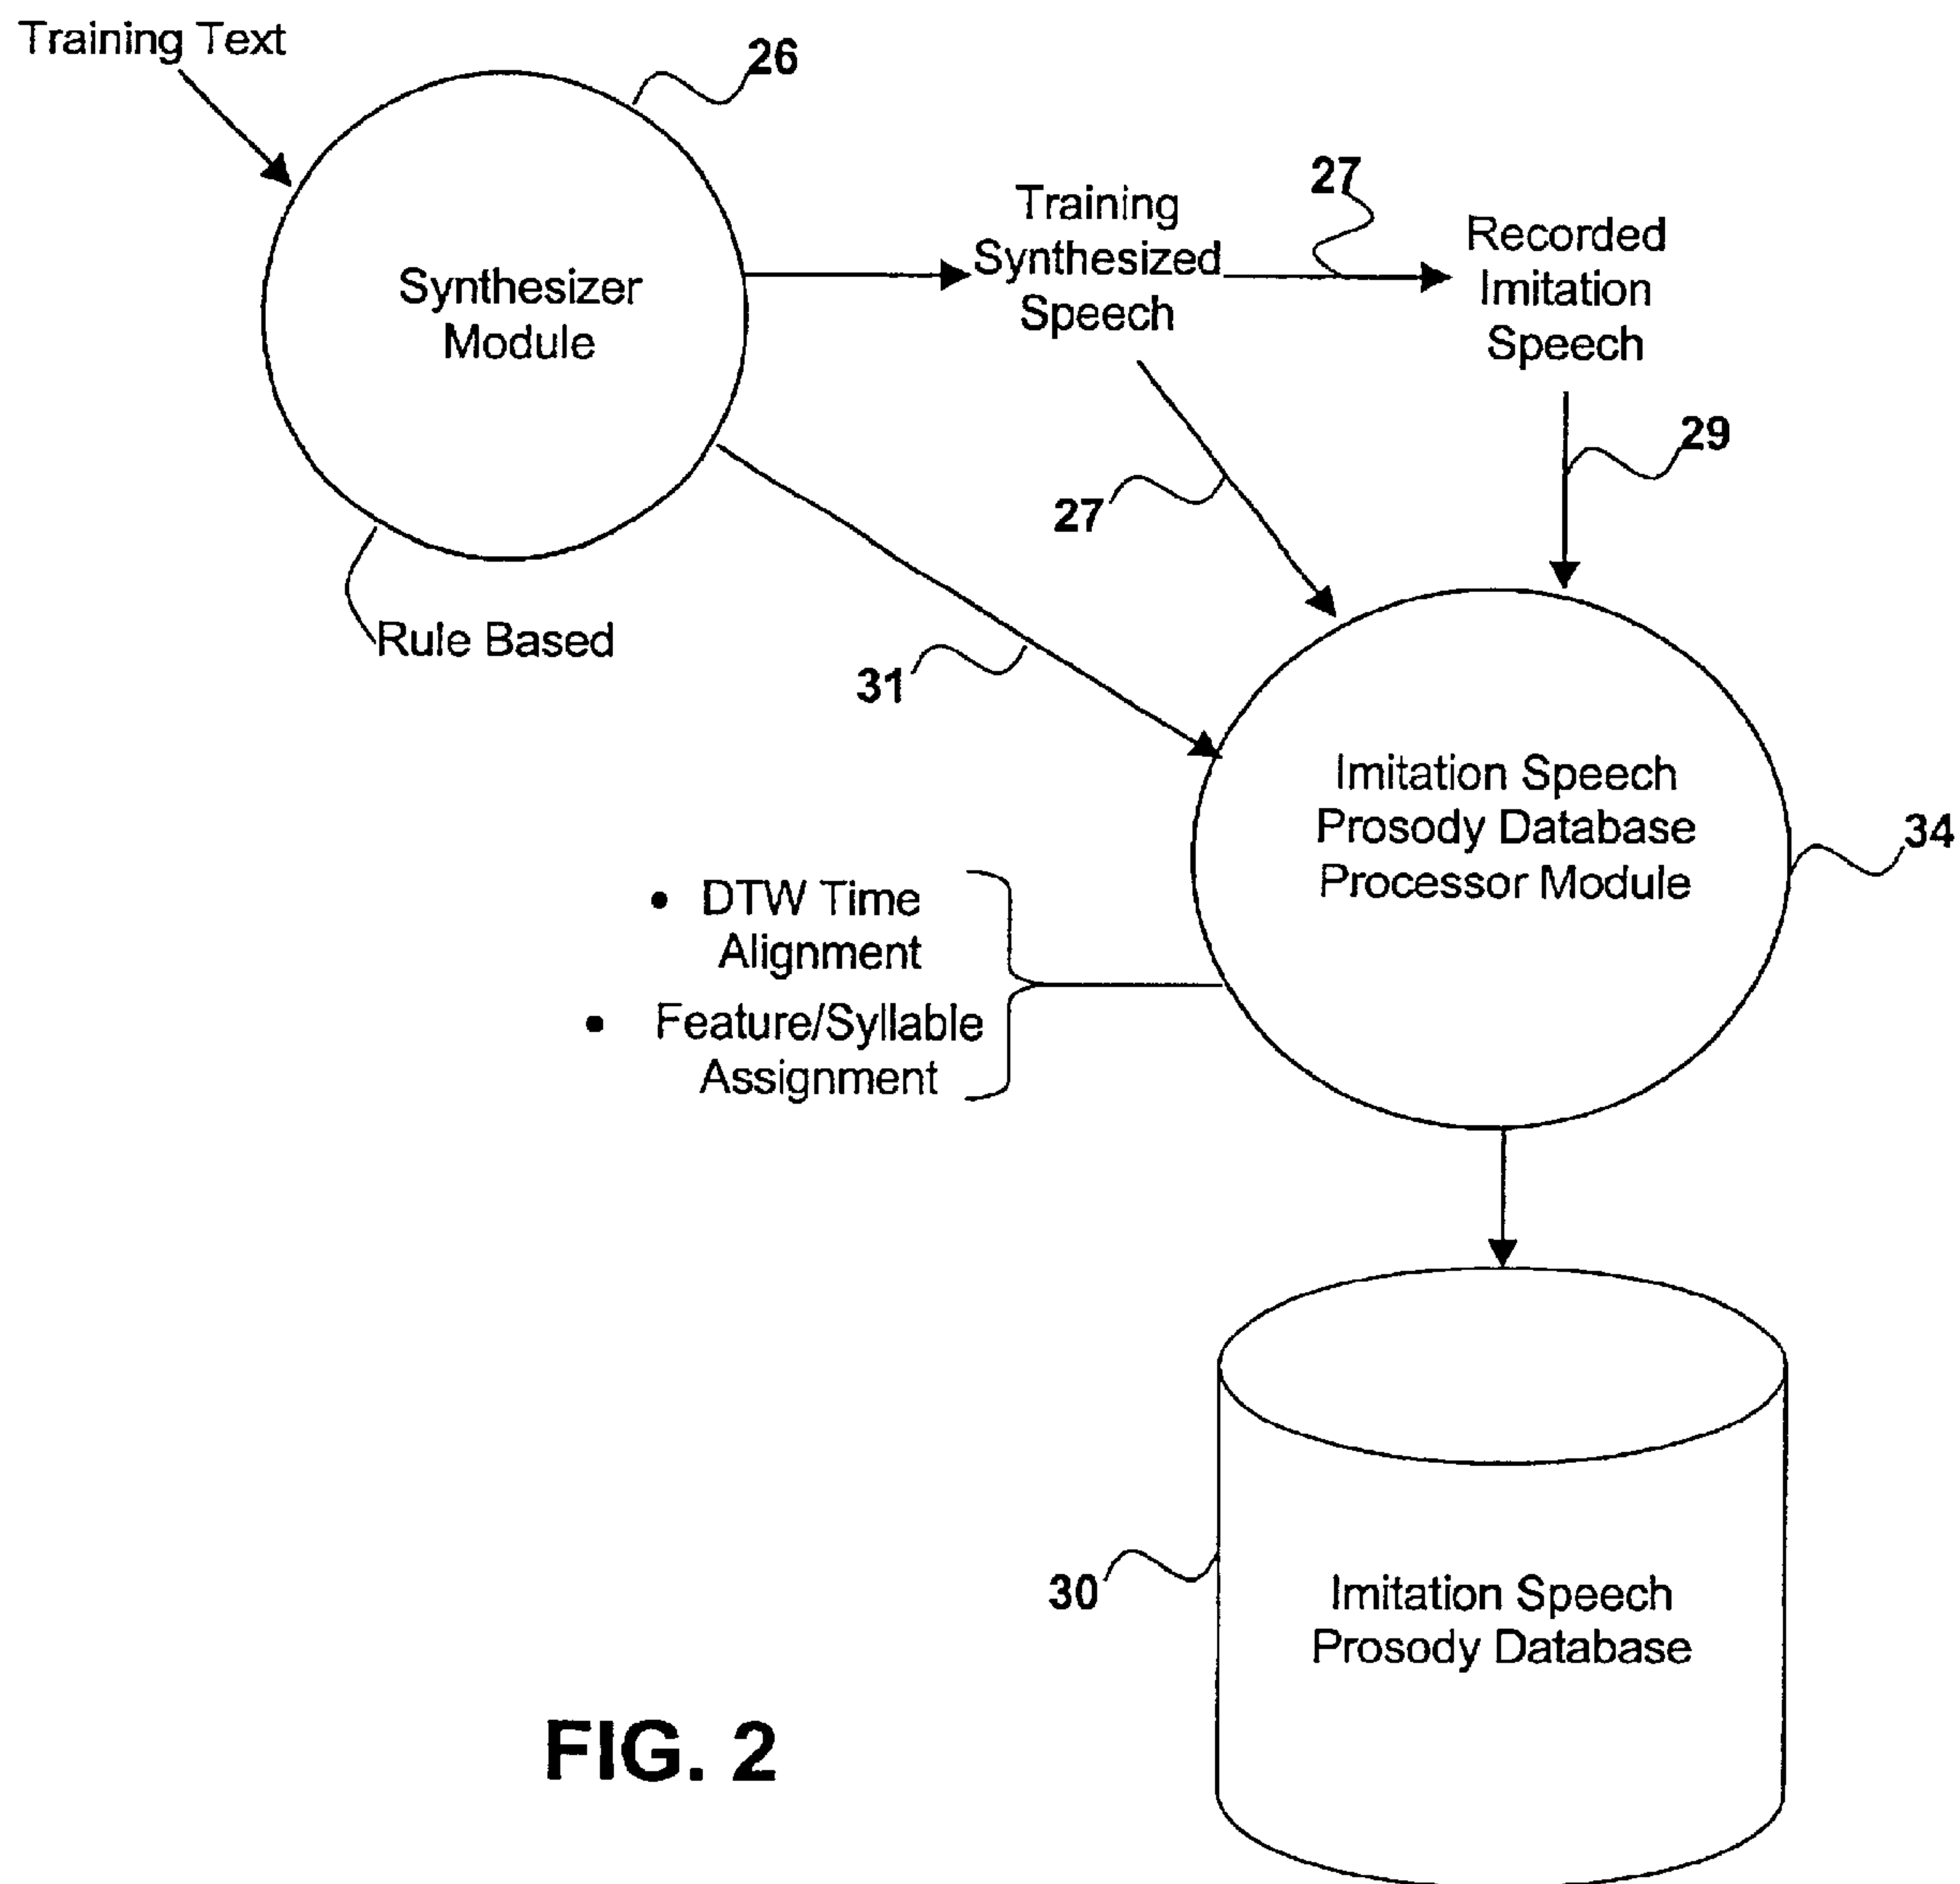 Training Text
26
Synthesizer
Module
Rule Based
Training
Synthesized
Speech
27
Recorded
Imitation
Speech
27
29
31
Imitation Speech
Prosody Database
Processor Module
34
• DTW Time
Alignment
• Feature/Syllable
Assignment
30
Imitation Speech
Prosody Database
FIG. 2